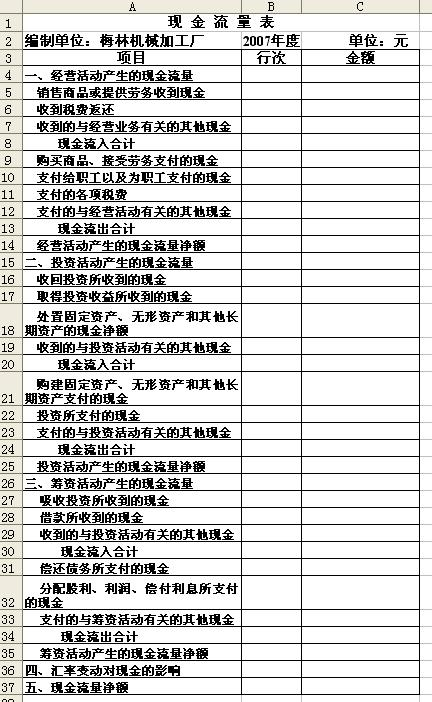 A B C
1 现 金 流 量 表
2 编制单位：梅林机械加工厂 2007年度 单位：元
3 项目 行次 金额
4 一、经营活动产生的现金流量
5 销售商品或提供劳务收到现金
6 收到税费返还
7 收到的与经营业务有关的其他现金
8 现金流入合计
9 购买商品、接受劳务支付的现金
10 支付给职工以及为职工支付的现金
11 支付的各项税费
12 支付的与经营活动有关的其他现金
13 现金流出合计
14 经营活动产生的现金流量净额
15 二、投资活动产生的现金流量
16 收回投资所收到的现金
17 取得投资收益所收到的现金
处置固定资产、无形资产和其他长
18 期资产的现金净额
19 收到的与投资活动有关的其他现金
20 现金流入合计
购建固定资产、无形资产和其他长
21 期资产支付的现金
22 投资所支付的现金
23 支付的与投资活动有关的其他现金
24 现金流出合计
25 投资活动产生的现金流量净额
26 三、筹资活动产生的现金流量
27 吸收投资所收到的现金
28 借款所收到的现金
29 收到的与投资活动有关的其他现金
30 现金流入合计
31 偿还债务所支付的现金
分配股利、利润、偿付利息所支付
32 的现金
33 支付的与筹资活动有关的其他现金
34 现金流出合计
35 筹资活动产生的现金流量净额
36 四、汇率变动对现金的影响
37 五、现金流量净额